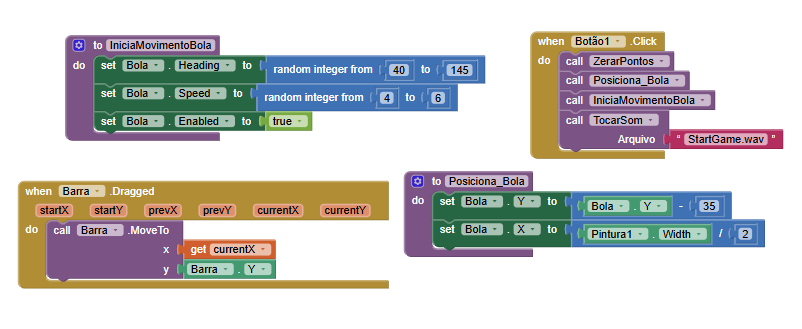 to IniciaMovimentoBola
do set Bola . Heading to random integer from 40 to 145
set Bola . Speed to random integer from 4 to 6
set Bola . Enabled to true
when Botão1 .Click
do call ZerarPontos
call Posiciona_Bola
call IniciaMovimentoBola
call TocarSom
Arquivo " StartGame.wav "
when Barra .Dragged
startX startY prevX prevY currentX currentY
do call Barra .MoveTo
x get currentX
y Barra . Y
to Posiciona_Bola
do set Bola . Y to Bola . Y - 35
set Bola . X to Pintura1 . Width / 2